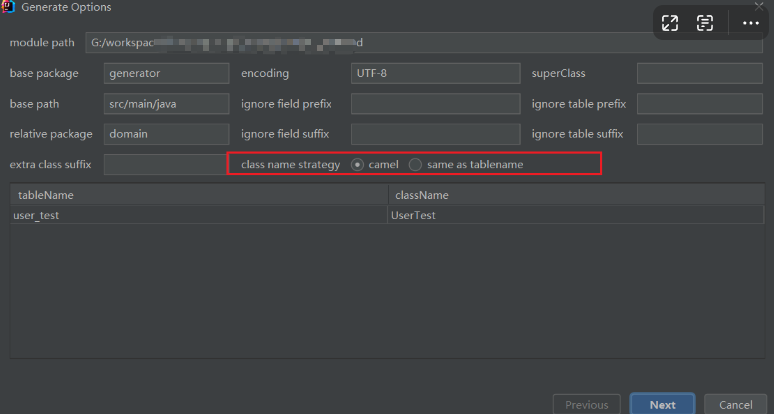 Generate Options
module path G:/workspac d
base package generator encoding UTF-8 superClass
base path src/main/java ignore field prefix ignore table prefix
relative package domain ignore field suffix ignore table suffix
extra class suffix class name strategy camel same as tablename
tableName className
user_test UserTest
Previous Next Cancel